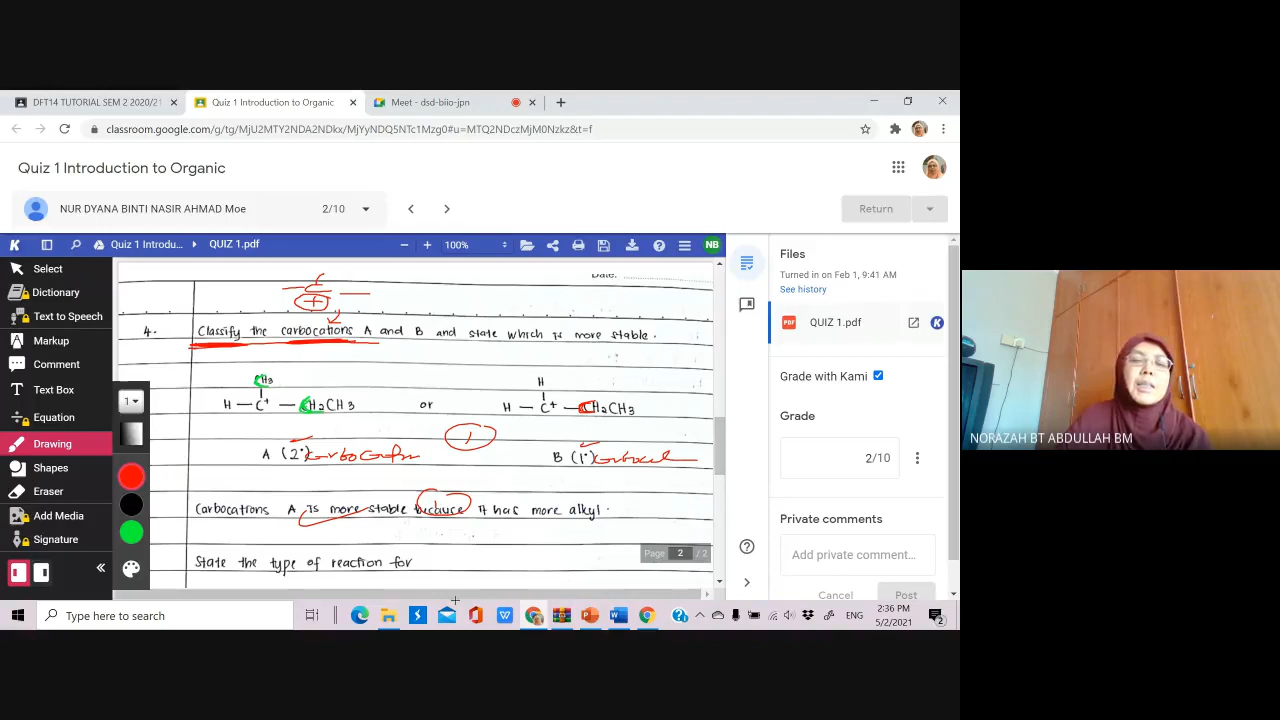 DFT14 TUTORIAL SEM 2 2020/21
Quiz 1 Introduction to Organic
Meet - dsd-biio-jpn
classroom.google.com/g/tg/MjU2MTY2NDA2NDkx/MjYyNDQ5NTc1Mzg0#u=MTQ2NDczMjM0Nzkz&t=f
Quiz 1 Introduction to Organic
NUR DYANA BINTI NASIR AHMAD Moe
2/10
Return
K
Quiz 1 Introdu...
QUIZ 1.pdf
100%
NB
Select
Dictionary
Text to Speech
Markup
Comment
Text Box
Equation
Drawing
Shapes
Eraser
Add Media
Signature
1
Date:
+
4. Classify the carbocations A and B and state which is more stable.
CH3
H — C+ — CH2CH3
or
H
H — C+ — CH2CH3
A (2°)
1
B (1°)
Carbocations A is more stable because it has more alkyl.
State the type of reaction for
Page 2 / 2
Files
Turned in on Feb 1, 9:41 AM
See history
PDF
QUIZ 1.pdf
K
Grade with Kami
Grade
2/10
Private comments
Add private comment...
Cancel
Post
NORAZAH BT ABDULLAH BM
Type here to search
ENG
2:36 PM
5/2/2021
2